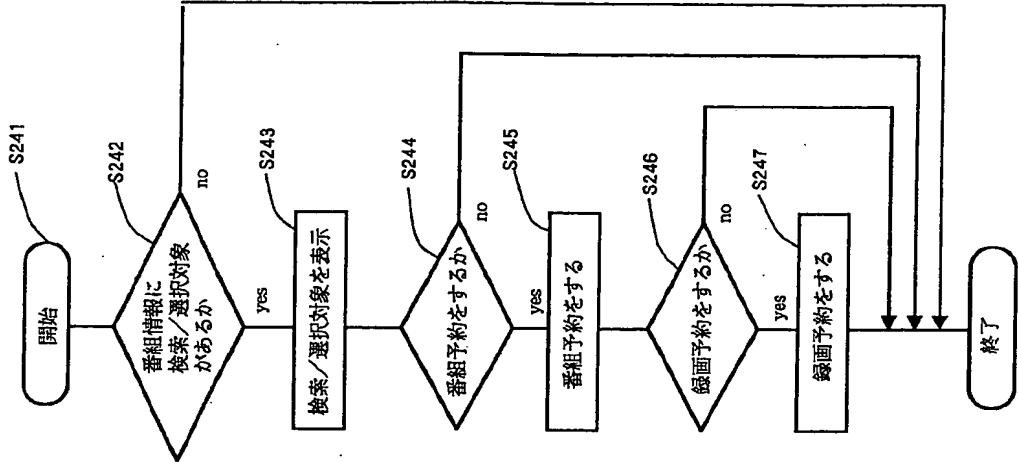 開始
S241
番組情報に
検索／選択対象
があるか
S242
no
yes
検索／選択対象を表示
S243
番組予約をするか
S244
no
yes
番組予約をする
S245
録画予約をするか
S246
no
yes
録画予約をする
S247
終了